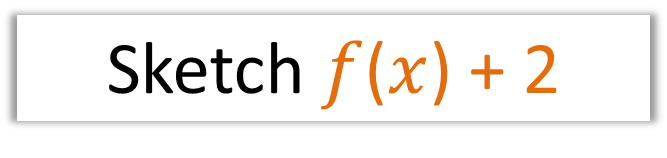 Sketch f(x) + 2